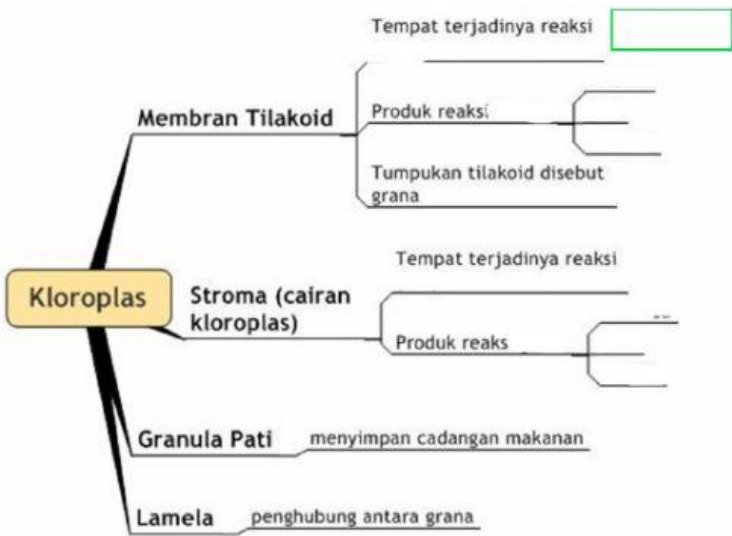 Tempat terjadinya reaksi
Membran Tilakoid
Produk reaksi
Tumpukan tilakoid disebut
grana
Tempat terjadinya reaksi
Kloroplas
Stroma (cairan
kloroplas)
Produk reaks
Granula Pati
menyimpan cadangan makanan
Lamela
penghubung antara grana